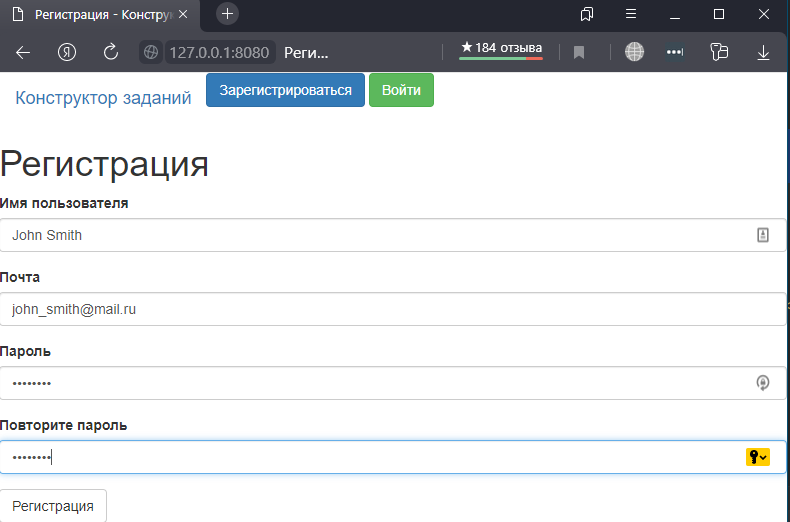 Регистрация - Констру
127.0.0.1:8080 Реги... ★ 184 отзыва
Конструктор заданий Зарегистрироваться Войти
Регистрация
Имя пользователя
John Smith
Почта
john_smith@mail.ru
Пароль
••••••••
Повторите пароль
••••••••
Регистрация